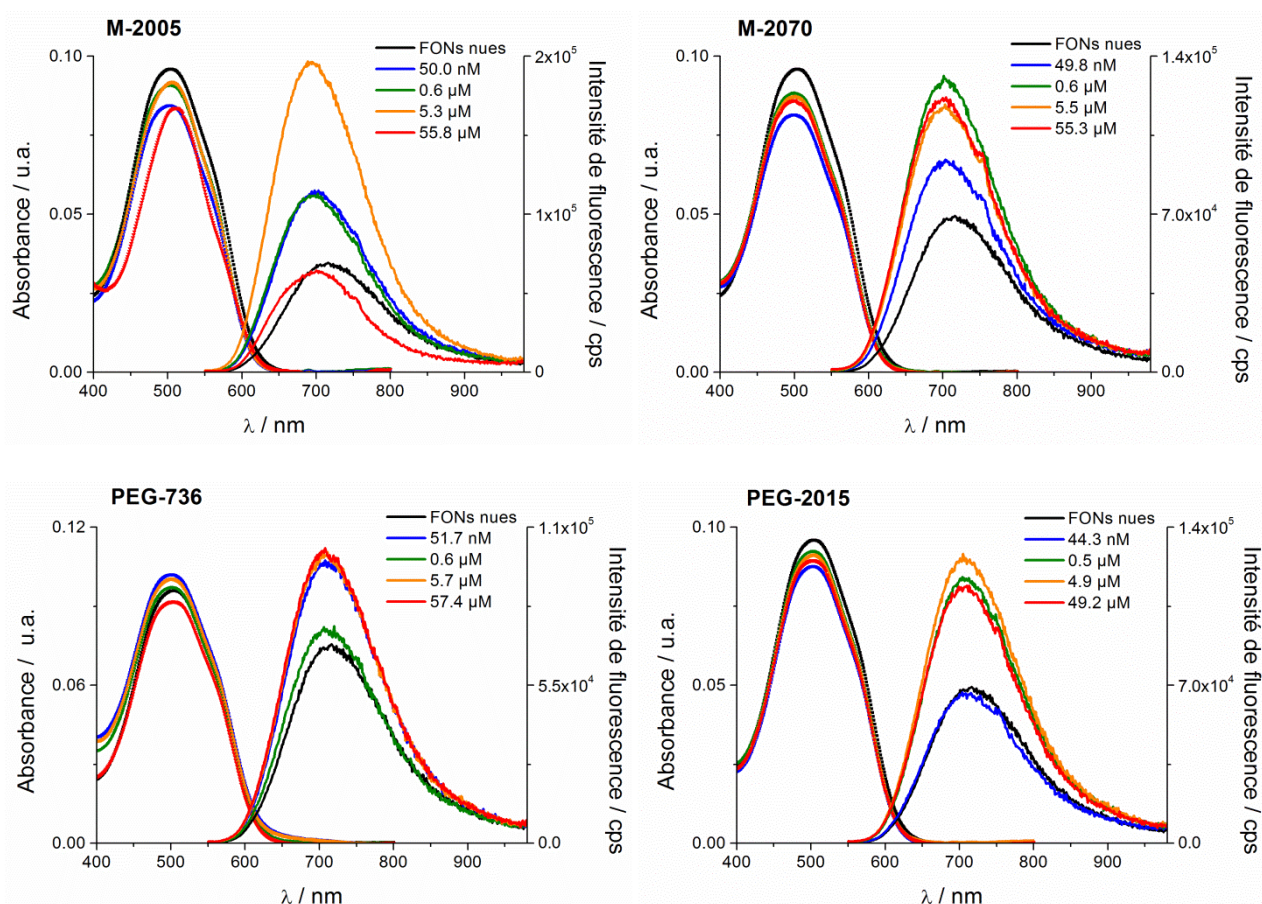 M-2005
FONs nues
50.0 nM
0.6 µM
5.3 µM
55.8 µM
0.10
0.05
0.00
Absorbance / u.a.
2x10⁵
1x10⁵
0
Intensité de fluorescence / cps
400 500 600 700 800 900
λ / nm
M-2070
FONs nues
49.8 nM
0.6 µM
5.5 µM
55.3 µM
0.10
0.05
0.00
Absorbance / u.a.
1.4x10⁵
7.0x10⁴
0.0
Intensité de fluorescence / cps
400 500 600 700 800 900
λ / nm
PEG-736
FONs nues
51.7 nM
0.6 µM
5.7 µM
57.4 µM
0.12
0.06
0.00
Absorbance / u.a.
1.1x10⁵
5.5x10⁴
0.0
Intensité de fluorescence / cps
400 500 600 700 800 900
λ / nm
PEG-2015
FONs nues
44.3 nM
0.5 µM
4.9 µM
49.2 µM
0.10
0.05
0.00
Absorbance / u.a.
1.4x10⁵
7.0x10⁴
0.0
Intensité de fluorescence / cps
400 500 600 700 800 900
λ / nm